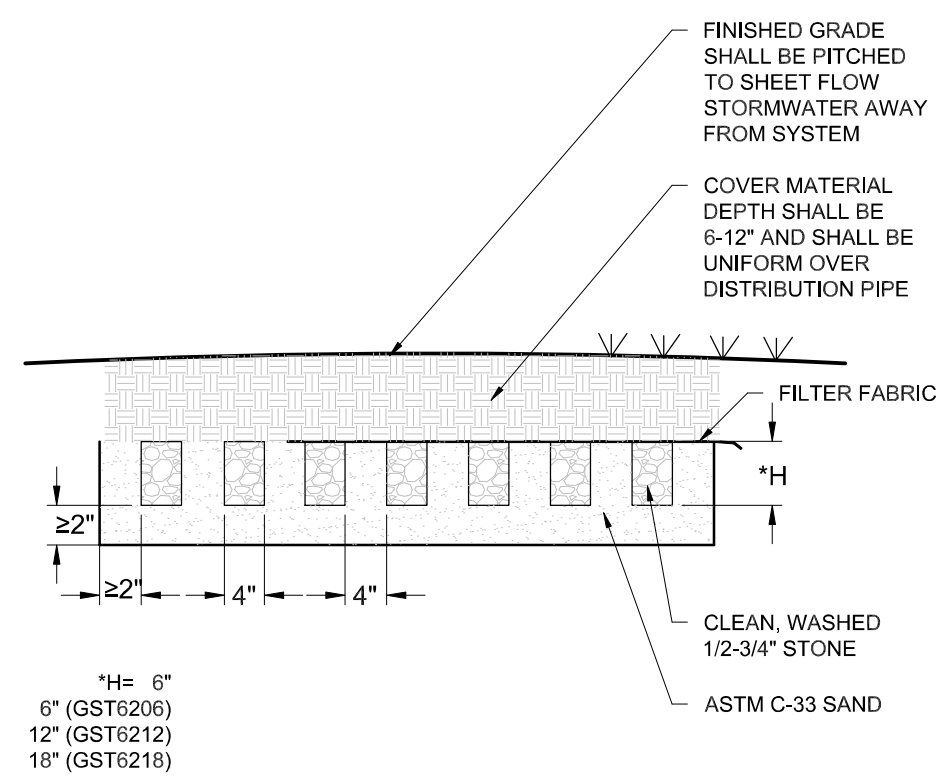 FINISHED GRADE
SHALL BE PITCHED
TO SHEET FLOW
STORMWATER AWAY
FROM SYSTEM
COVER MATERIAL
DEPTH SHALL BE
6-12" AND SHALL BE
UNIFORM OVER
DISTRIBUTION PIPE
FILTER FABRIC
*H
≥2"
≥2"
4"
4"
CLEAN, WASHED
1/2-3/4" STONE
ASTM C-33 SAND
*H= 6"
6" (GST6206)
12" (GST6212)
18" (GST6218)